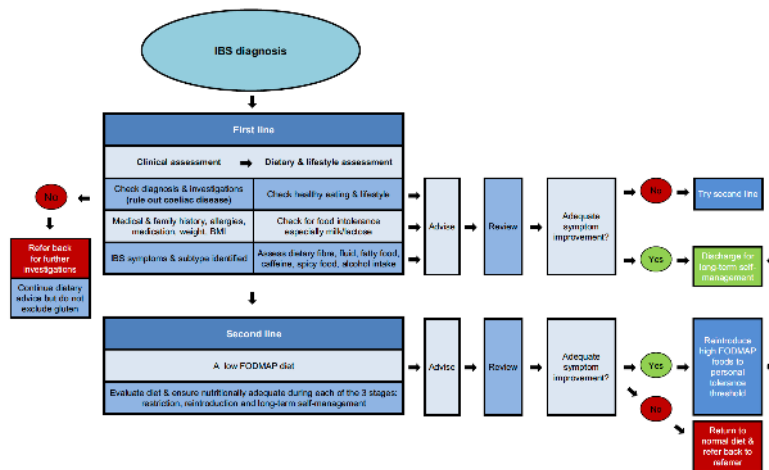 IBS diagnosis
First line
Clinical assessment
Dietary & lifestyle assessment
Check diagnosis & investigations
(rule out coeliac disease)
Check healthy eating & lifestyle
Medical & family history, allergies,
medication, weight, BMI
Check for food intolerance
especially milk/lactose
IBS symptoms & subtype identified
Assess dietary fibre, fluid, fatty food,
caffeine, spicy food, alcohol intake
No
Refer back
for further
investigations
Continue dietary
advice but do not
exclude gluten
Advise
Review
Adequate
symptom
improvement?
No
Try second line
Yes
Discharge for
long-term self-
management
Second line
A low FODMAP diet
Evaluate diet & ensure nutritionally adequate during each of the 3 stages:
restriction, reintroduction and long-term self-management
Advise
Review
Adequate
symptom
improvement?
Yes
Reintroduce
high FODMAP
foods to
personal
tolerance
threshold
No
Return to
normal diet &
refer back to
referrer